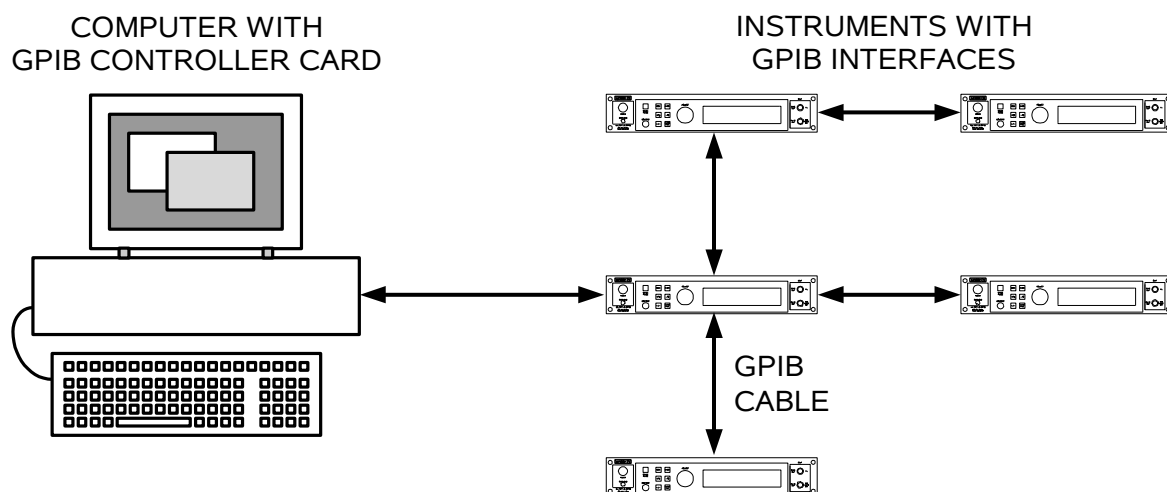 COMPUTER WITH
GPIB CONTROLLER CARD
INSTRUMENTS WITH
GPIB INTERFACES
GPIB
CABLE